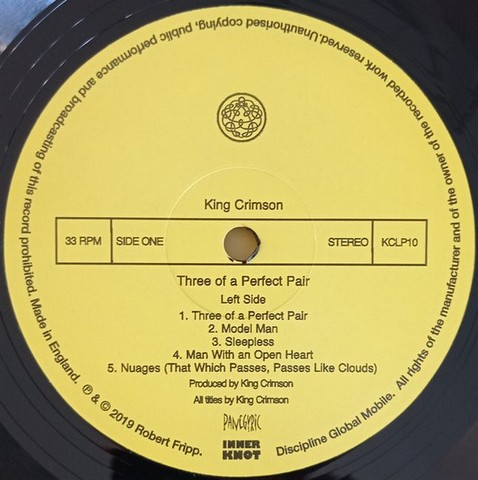 King Crimson
33 RPM SIDE ONE STEREO KCLP10
Three of a Perfect Pair
Left Side
1. Three of a Perfect Pair
2. Model Man
3. Sleepless
4. Man With an Open Heart
5. Nuages (That Which Passes, Passes Like Clouds)
Produced by King Crimson
All titles by King Crimson
PANEGYRIC
INNER KNOT
℗ & © 2019 Robert Fripp. Discipline Global Mobile. All rights of the manufacturer and of the owner of the recorded work reserved.Unauthorised copying, public performance and broadcasting of this record prohibited. Made in England.